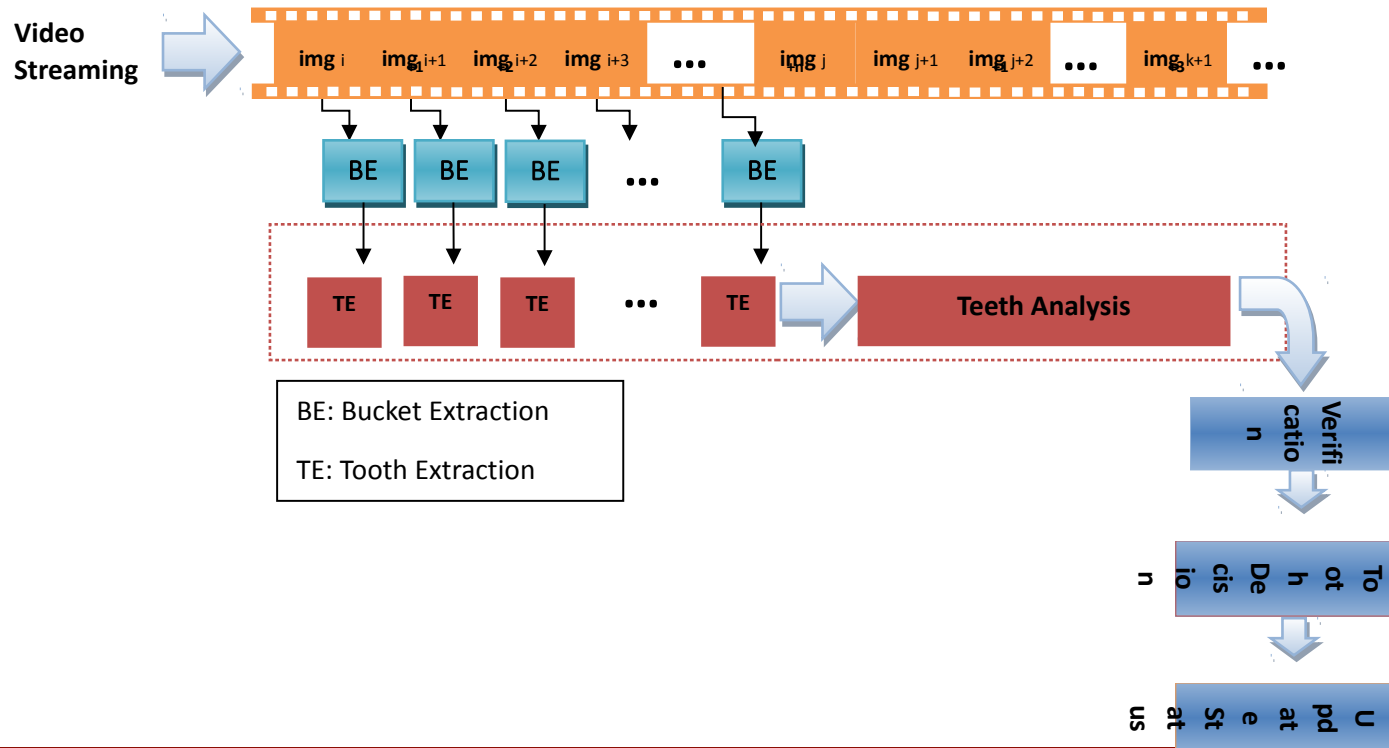 Video
Streaming
img i
img i+1
img i+2
img i+3
...
img j
img j+1
img j+2
...
img k+1
...
BE
BE
BE
...
BE
TE
TE
TE
...
TE
Teeth Analysis
BE: Bucket Extraction
TE: Tooth Extraction
Verifi
catio
n
To
ot
h
De
cis
io
n
U
pd
at
e
St
at
us